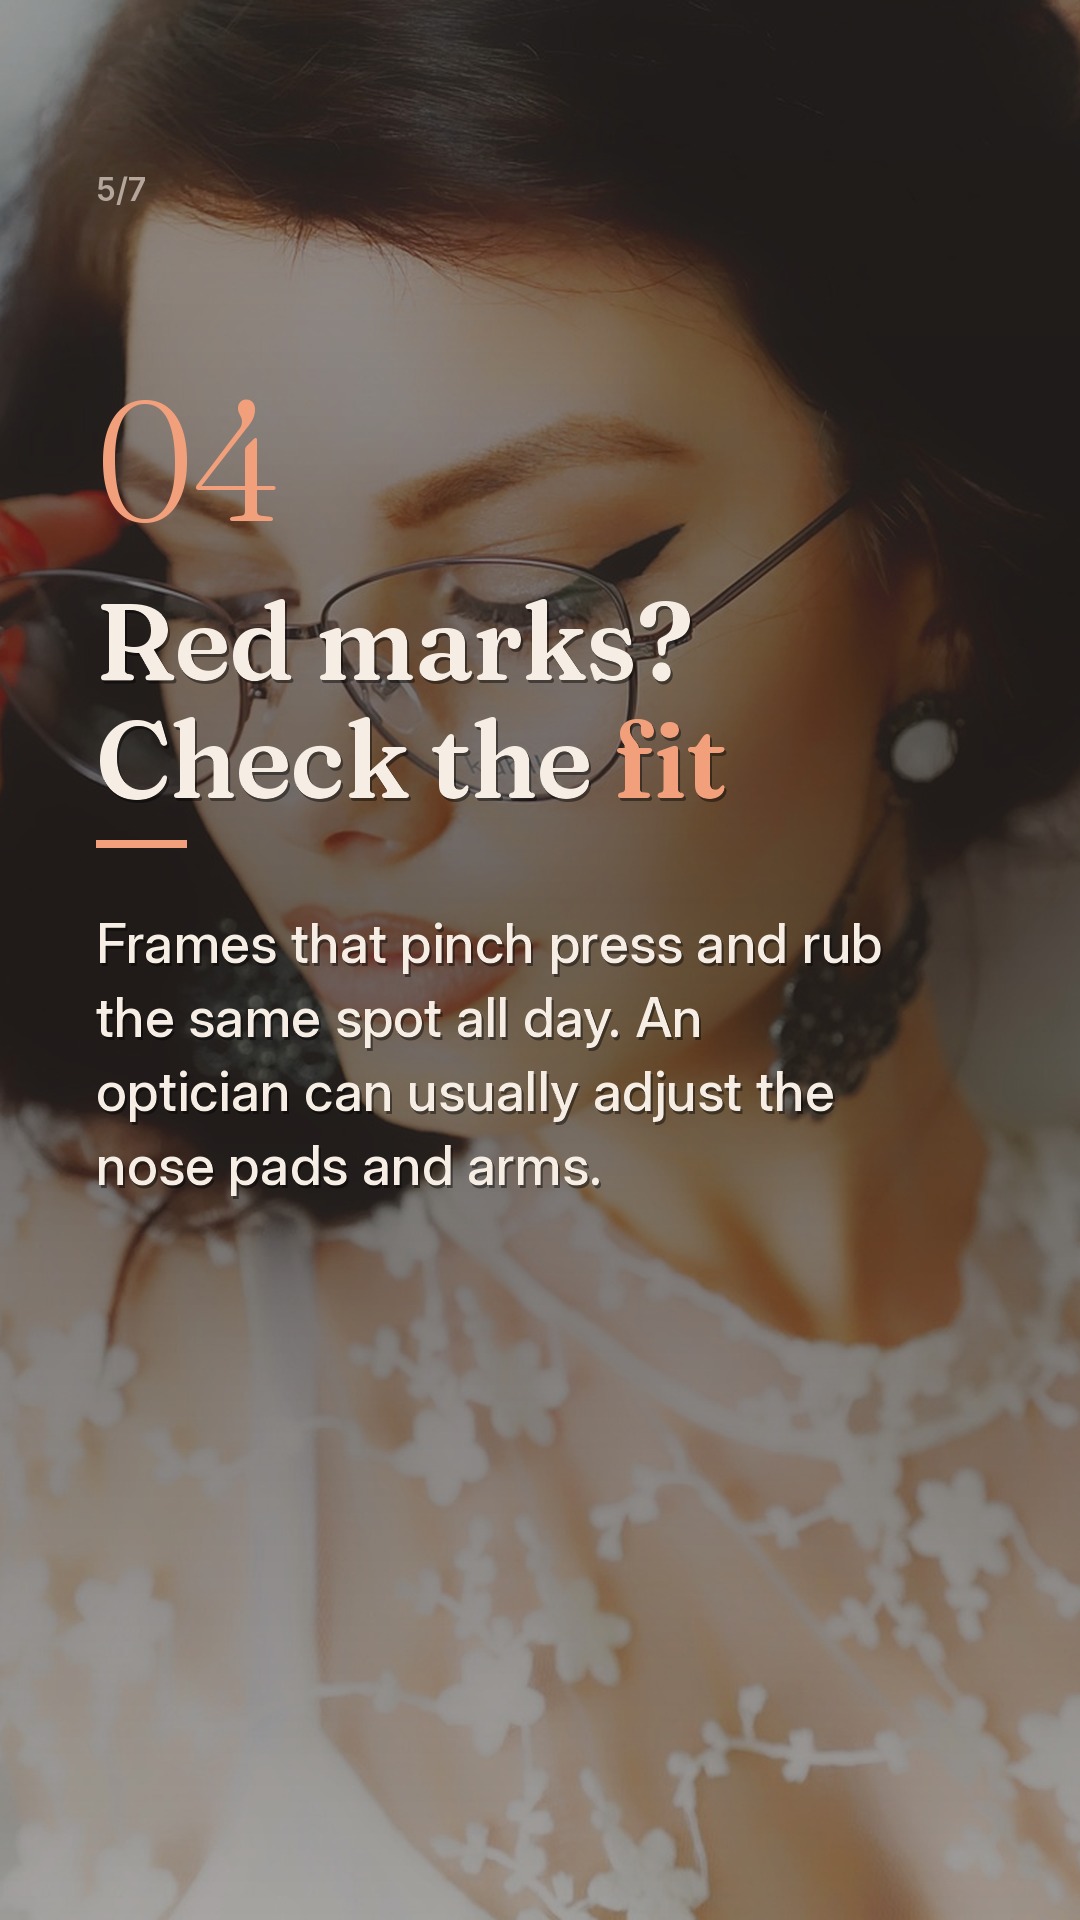 5/7
04
Red marks?
Check the fit
Frames that pinch press and rub
the same spot all day. An
optician can usually adjust the
nose pads and arms.